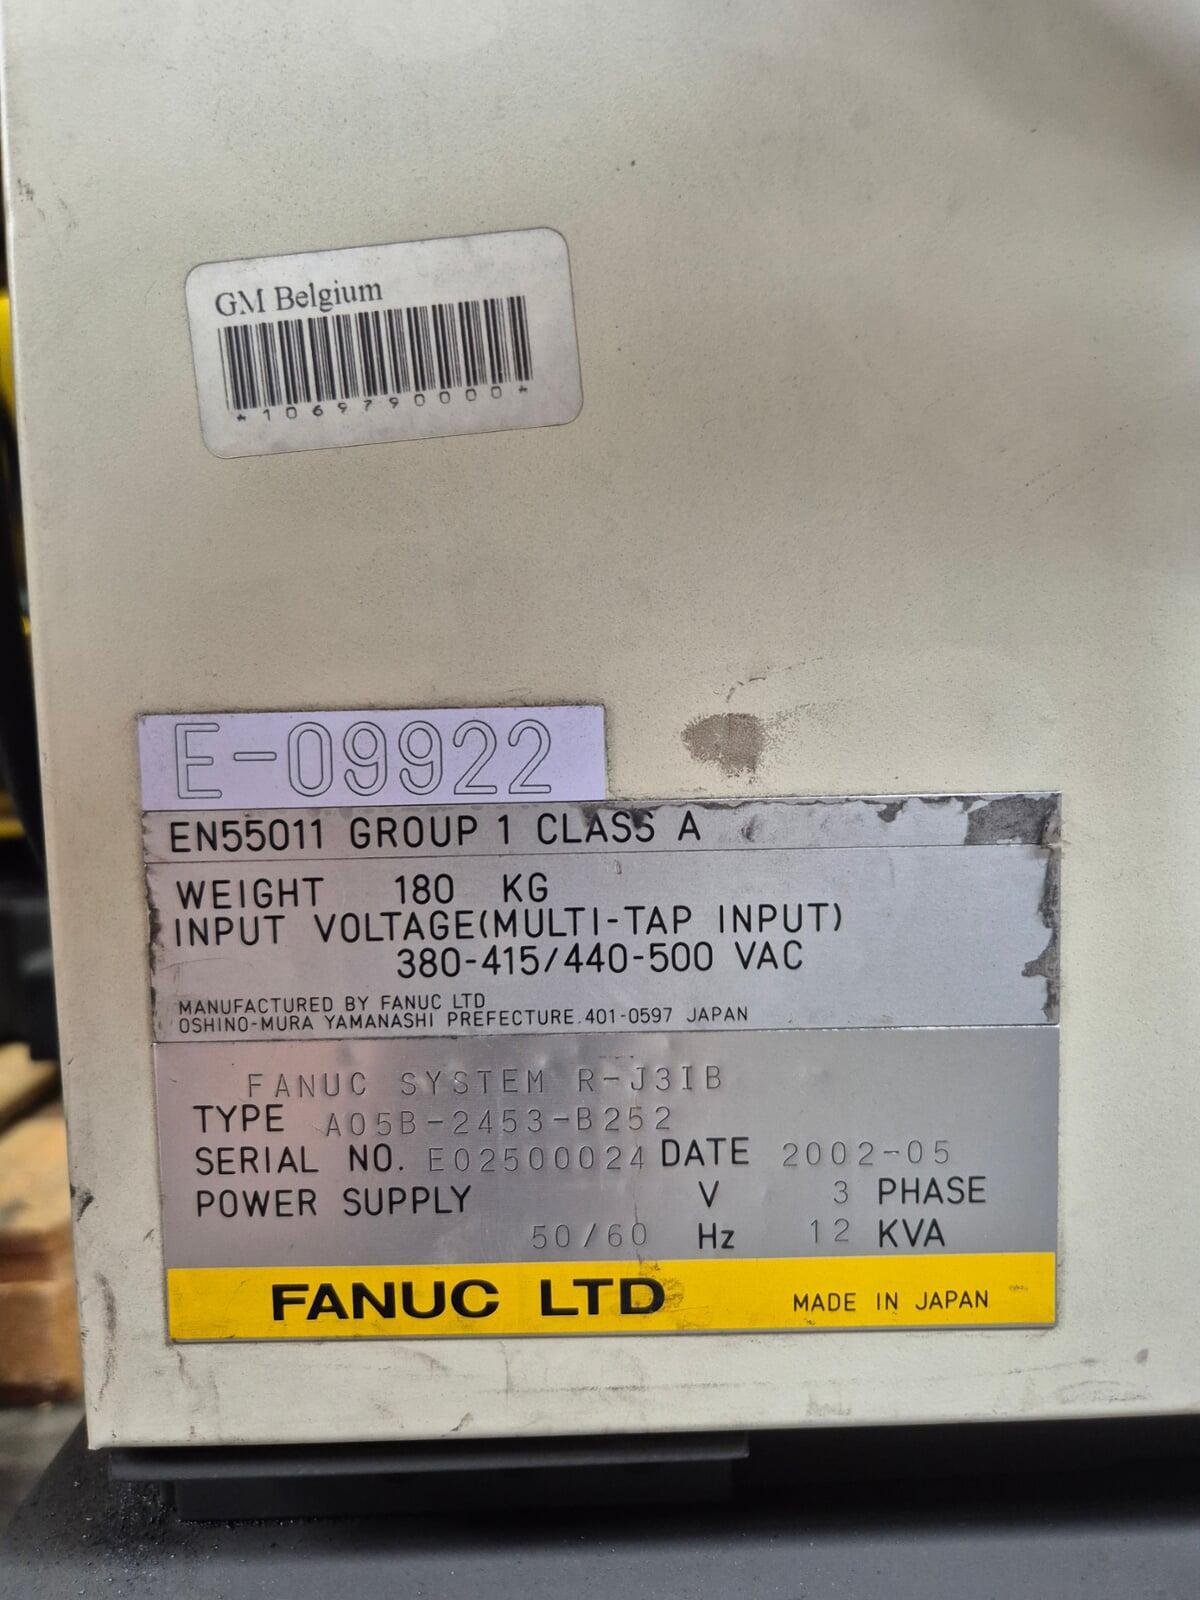 GM Belgium
*1069790000*
E-09922
EN55011 GROUP 1 CLASS A
WEIGHT 180 KG
INPUT VOLTAGE(MULTI-TAP INPUT)
380-415/440-500 VAC
MANUFACTURED BY FANUC LTD
OSHINO-MURA YAMANASHI PREFECTURE.401-0597 JAPAN
FANUC SYSTEM R-J3IB
TYPE A05B-2453-B252
SERIAL NO. E02500024 DATE 2002-05
POWER SUPPLY V 3 PHASE
50/60 Hz 12 KVA
FANUC LTD MADE IN JAPAN